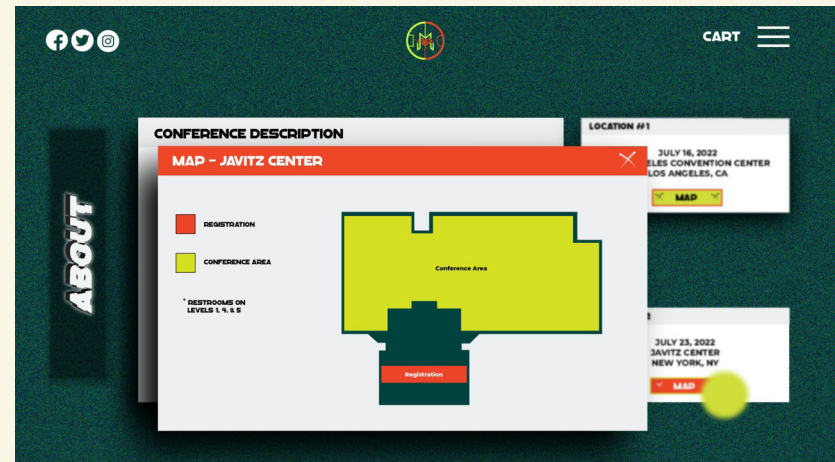 CART
ABOUT
CONFERENCE DESCRIPTION
MAP - JAVITZ CENTER
REGISTRATION
CONFERENCE AREA
* RESTROOMS ON
LEVELS 1, 4, & 5
Conference Area
Registration
LOCATION #1
JULY 16, 2022
CONVENTION CENTER
LOS ANGELES, CA
MAP
JULY 23, 2022
JAVITZ CENTER
NEW YORK, NY
MAP